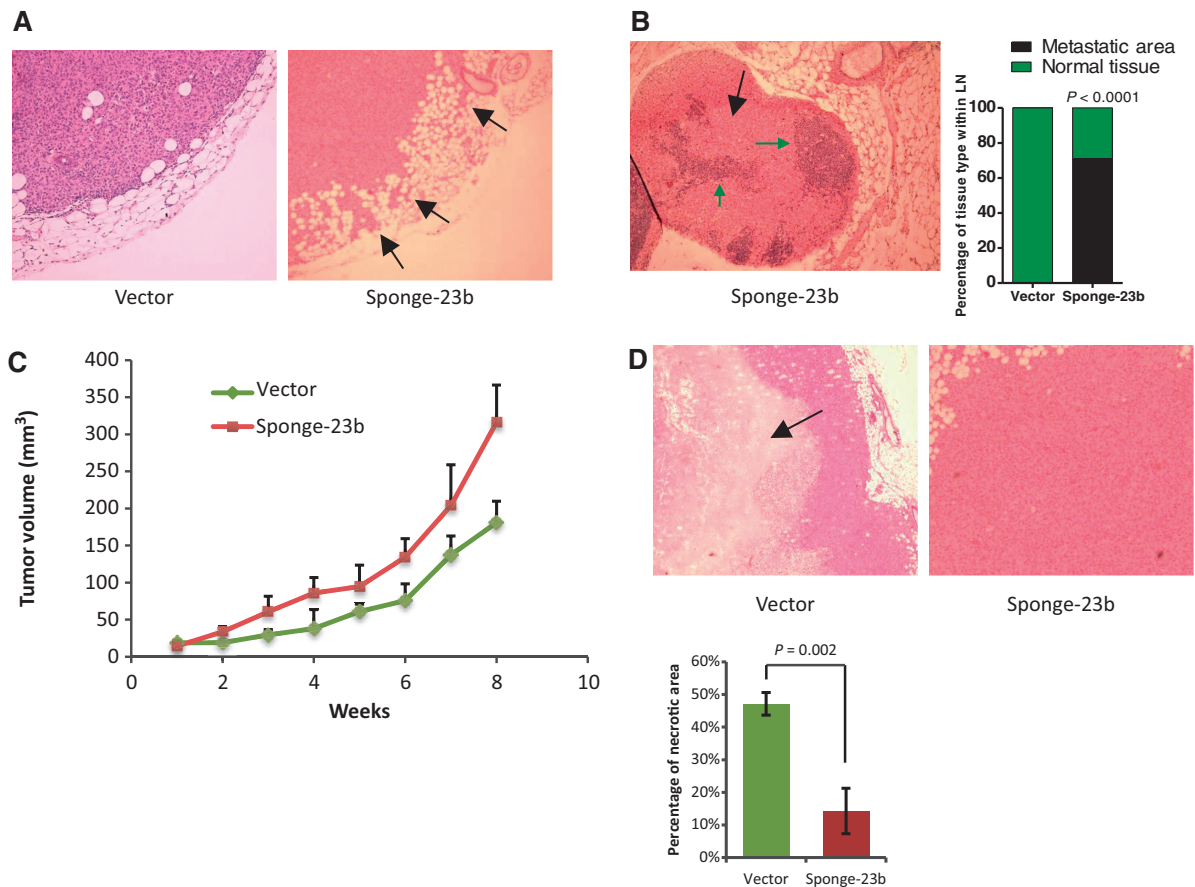 A
Vector
Sponge-23b
B
Sponge-23b
Metastatic area
Normal tissue
P < 0.0001
Percentage of tissue type within LN
100
80
60
40
20
0
Vector
Sponge-23b
C
Tumor volume (mm³)
400
350
300
250
200
150
100
50
0
Vector
Sponge-23b
0
2
4
6
8
10
Weeks
D
Vector
Sponge-23b
P = 0.002
Percentage of necrotic area
60%
50%
40%
30%
20%
10%
0%
Vector
Sponge-23b